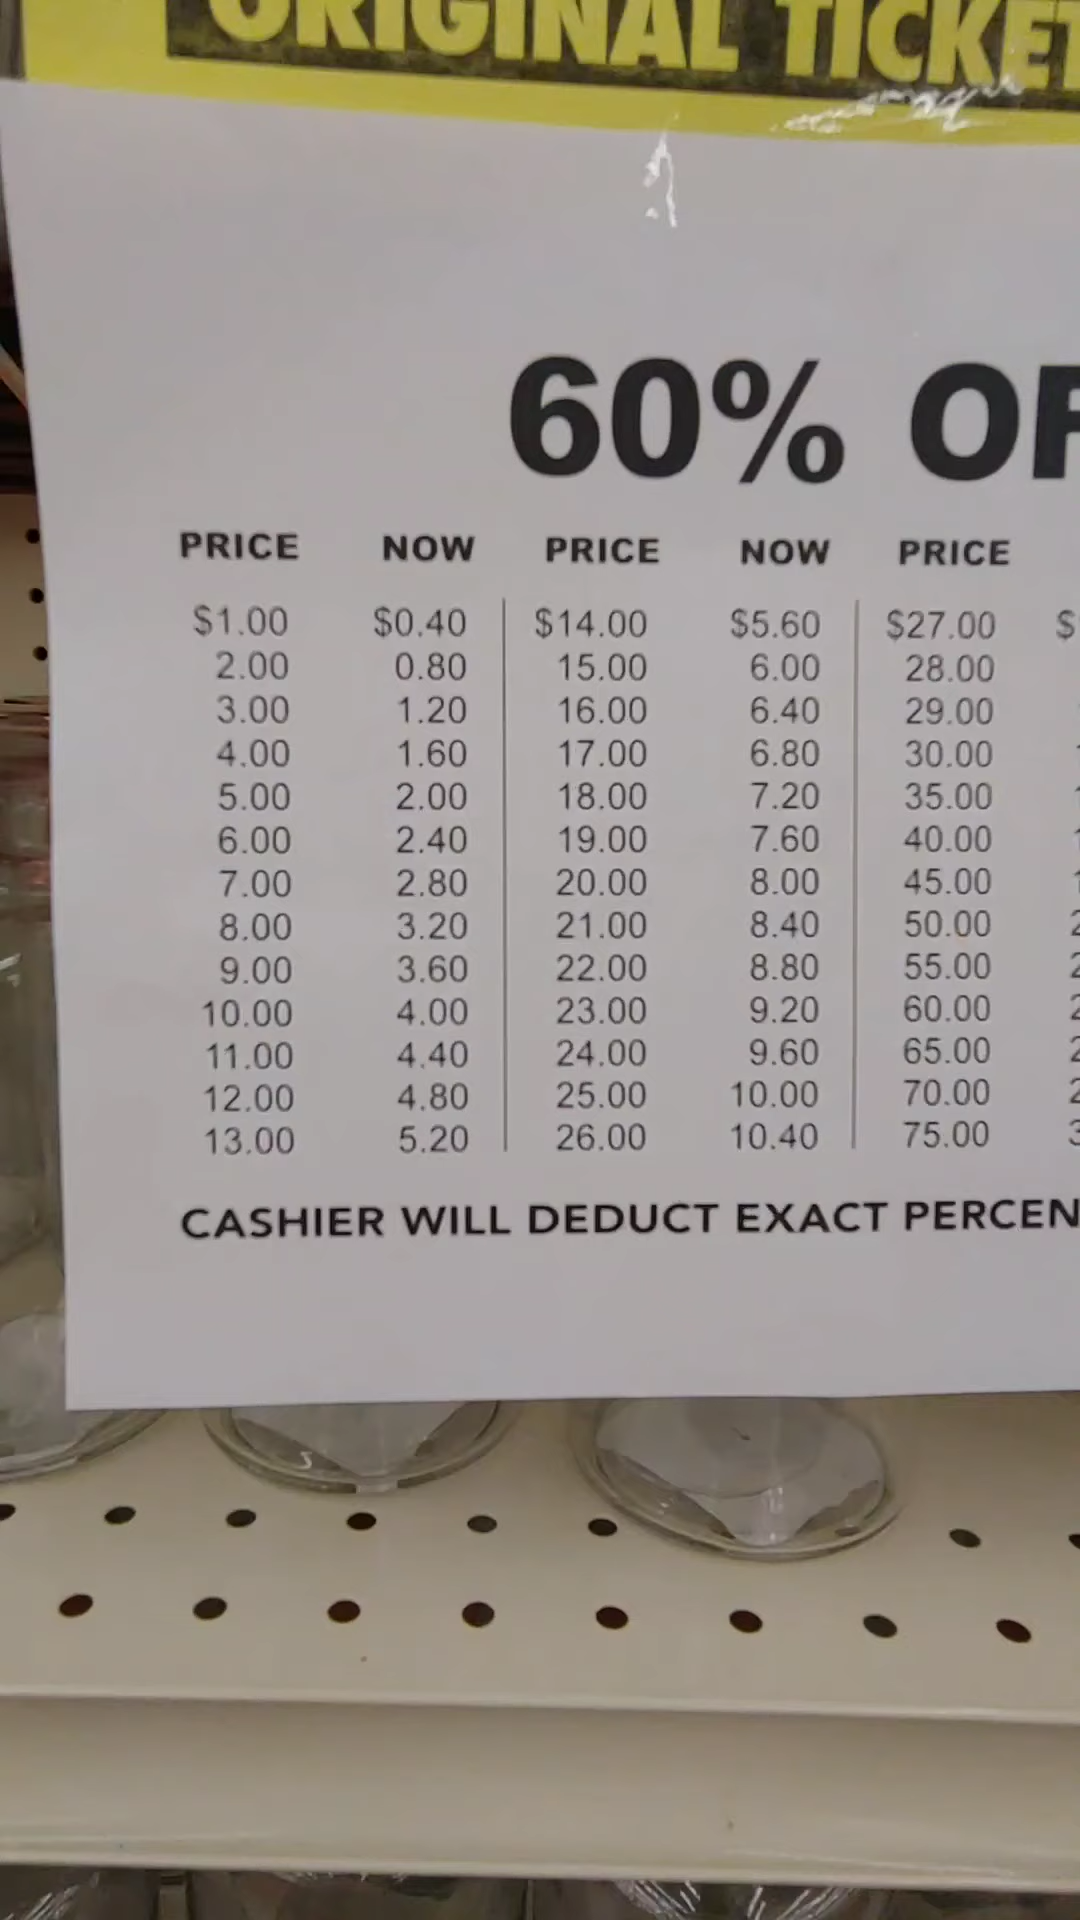 ORIGINAL TICKET
60% OF
PRICE NOW PRICE NOW PRICE
$1.00 $0.40 $14.00 $5.60 $27.00 $
2.00 0.80 15.00 6.00 28.00
3.00 1.20 16.00 6.40 29.00
4.00 1.60 17.00 6.80 30.00
5.00 2.00 18.00 7.20 35.00
6.00 2.40 19.00 7.60 40.00
7.00 2.80 20.00 8.00 45.00
8.00 3.20 21.00 8.40 50.00
9.00 3.60 22.00 8.80 55.00
10.00 4.00 23.00 9.20 60.00
11.00 4.40 24.00 9.60 65.00
12.00 4.80 25.00 10.00 70.00
13.00 5.20 26.00 10.40 75.00
CASHIER WILL DEDUCT EXACT PERCEN